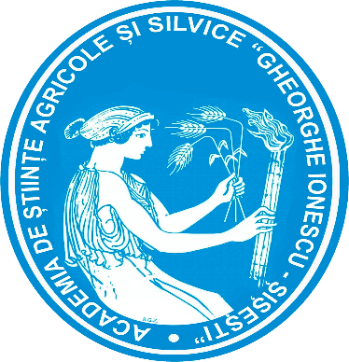 ACADEMIA DE ȘTIINȚE AGRICOLE ȘI SILVICE "GHEORGHE IONESCU - ȘIȘEȘTI"